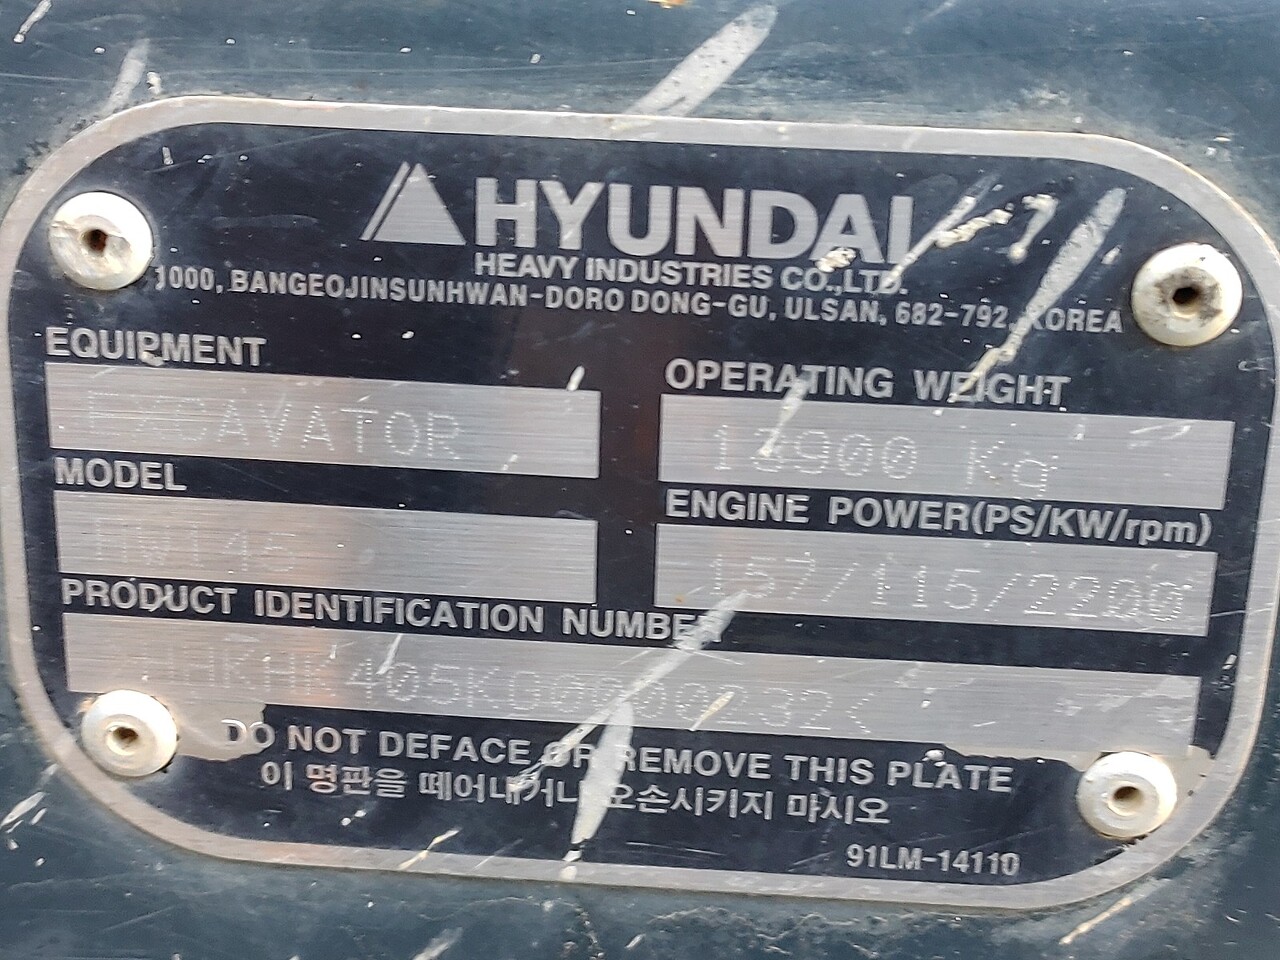 HYUNDAI
HEAVY INDUSTRIES CO.,LTD.
1000, BANGEOJINSUNHWAN-DORO DONG-GU, ULSAN, 682-792, KOREA
EQUIPMENT
EXCAVATOR
OPERATING WEIGHT
13900 Kg
MODEL
ENGINE POWER(PS/KW/rpm)
157/115/2200
PRODUCT IDENTIFICATION NUMBER
DO NOT DEFACE OR REMOVE THIS PLATE
이 명판을 떼어내거나 오손시키지 마시오
91LM-14110